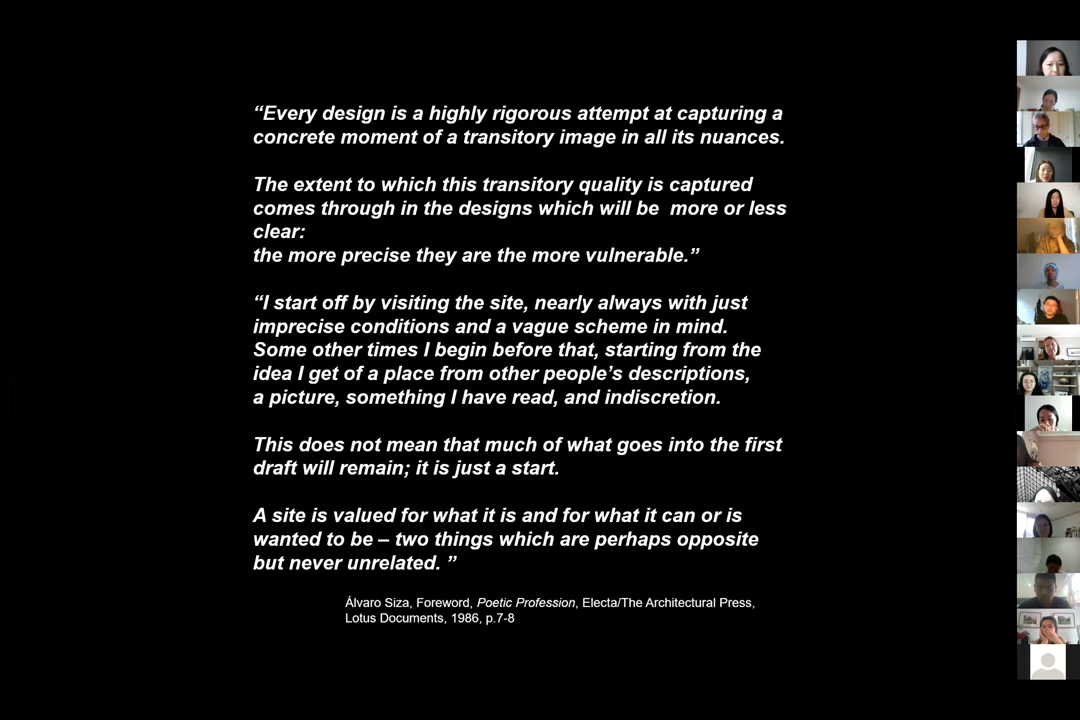 “Every design is a highly rigorous attempt at capturing a
concrete moment of a transitory image in all its nuances.
The extent to which this transitory quality is captured
comes through in the designs which will be  more or less
clear:
the more precise they are the more vulnerable.”
“I start off by visiting the site, nearly always with just
imprecise conditions and a vague scheme in mind.
Some other times I begin before that, starting from the
idea I get of a place from other people’s descriptions,
a picture, something I have read, and indiscretion.
This does not mean that much of what goes into the first
draft will remain; it is just a start.
A site is valued for what it is and for what it can or is
wanted to be – two things which are perhaps opposite
but never unrelated. ”
Álvaro Siza, Foreword, Poetic Profession, Electa/The Architectural Press,
Lotus Documents, 1986, p.7-8